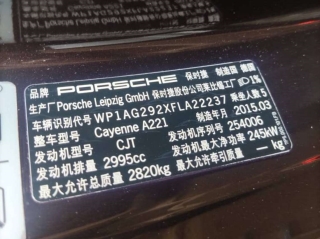 品牌 PORSCHE 保时捷 制造国 德国
生产厂 Porsche Leipzig GmbH 保时捷股份公司莱比锡工厂
车辆识别代号 WP1AG292XFLA22237 乘坐人数 5
整车型号 Cayenne A221 制造年月 2015.03
发动机型号 CJT 发动机序列号 254006
发动机排量 2995cc 发动机最大净功率 245kW
最大允许总质量 2820kg 最大允许牵引质量 — kg